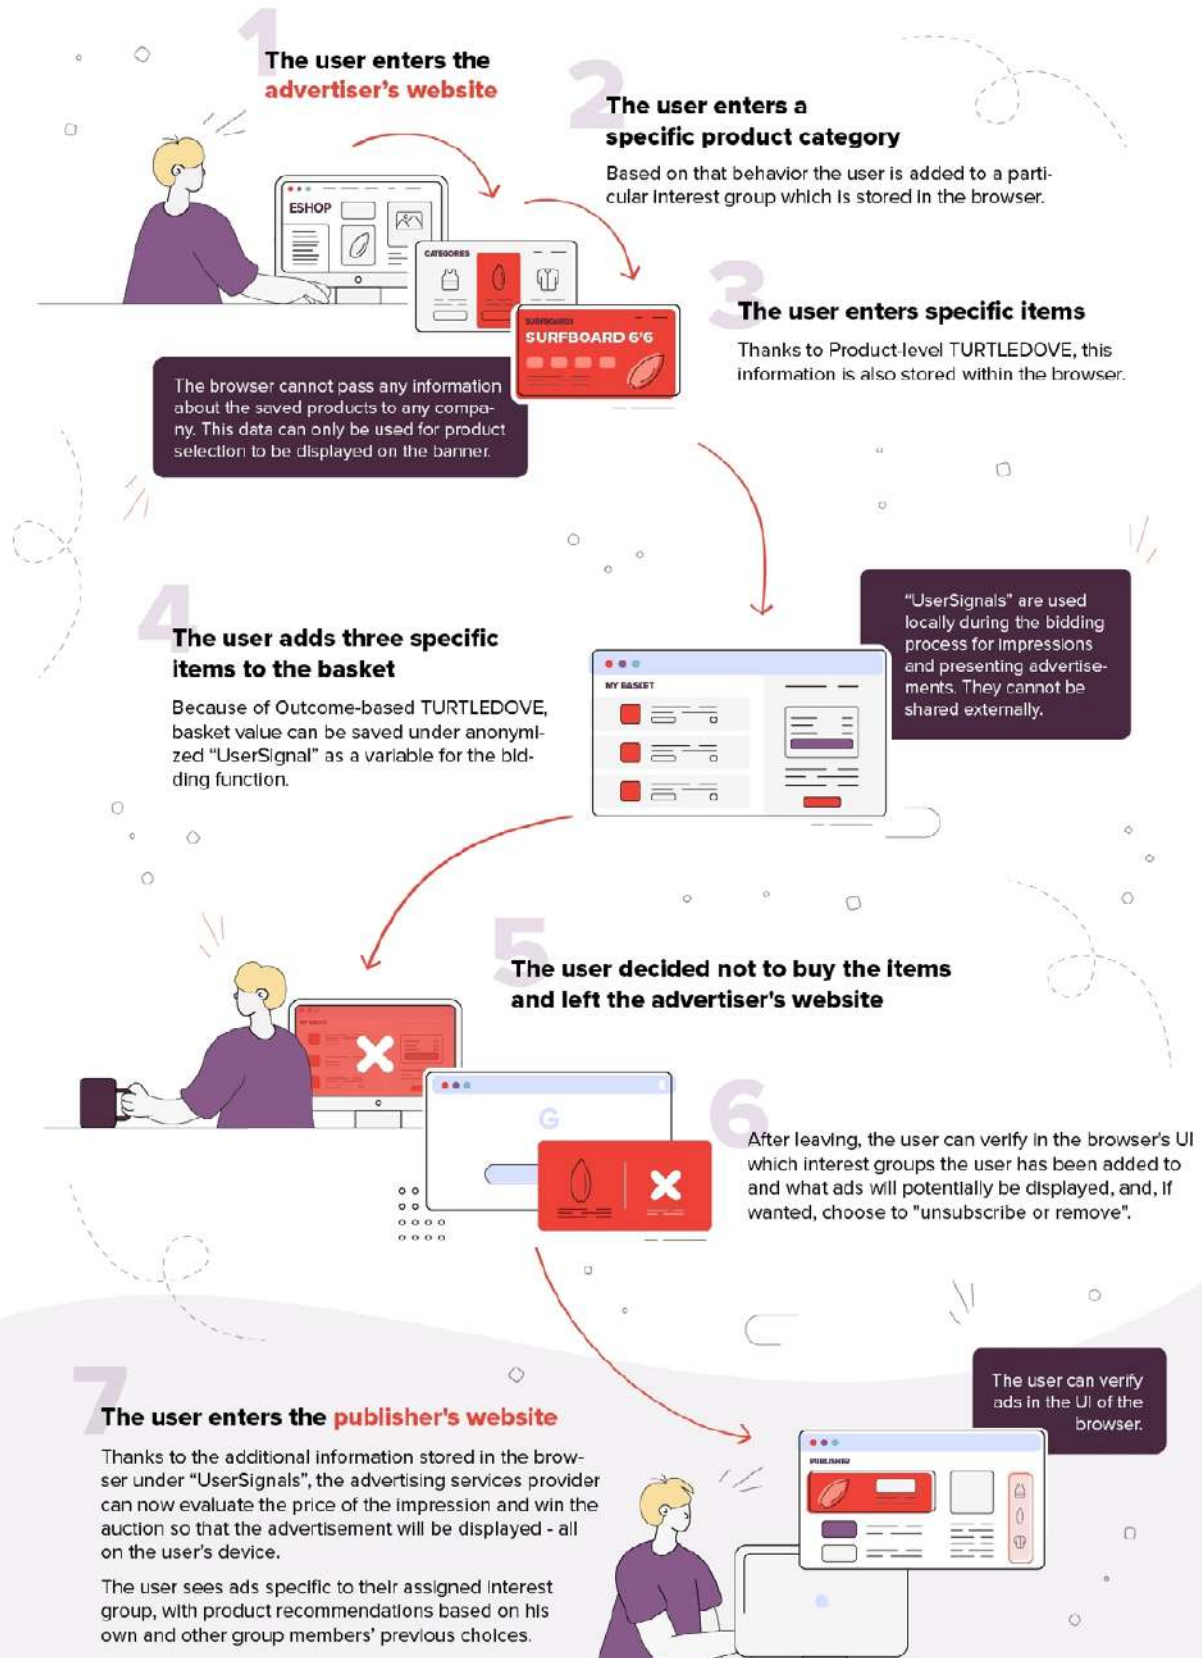 1
The user enters the
advertiser's website
2
The user enters a
specific product category
Based on that behavior the user is added to a parti-
cular interest group which is stored in the browser.
ESHOP
CATEGORIES
SURFBOARDS
SURFBOARD 6'6
3
The user enters specific items
Thanks to Product-level TURTLEDOVE, this
information is also stored within the browser.
The browser cannot pass any information
about the saved products to any compa-
ny. This data can only be used for product
selection to be displayed on the banner.
4
The user adds three specific
items to the basket
Because of Outcome-based TURTLEDOVE,
basket value can be saved under anonymi-
zed "UserSignal" as a variable for the bid-
ding function.
MY BASKET
"UserSignals" are used
locally during the bidding
process for impressions
and presenting advertise-
ments. They cannot be
shared externally.
5
The user decided not to buy the items
and left the advertiser's website
MY BASKET
G
6
After leaving, the user can verify in the browser's UI
which interest groups the user has been added to
and what ads will potentially be displayed, and, if
wanted, choose to "unsubscribe or remove".
7
The user enters the publisher's website
Thanks to the additional information stored in the brow-
ser under "UserSignals", the advertising services provider
can now evaluate the price of the impression and win the
auction so that the advertisement will be displayed - all
on the user's device.
The user sees ads specific to their assigned interest
group, with product recommendations based on his
own and other group members' previous choices.
The user can verify
ads in the UI of the
browser.
PUBLISHER